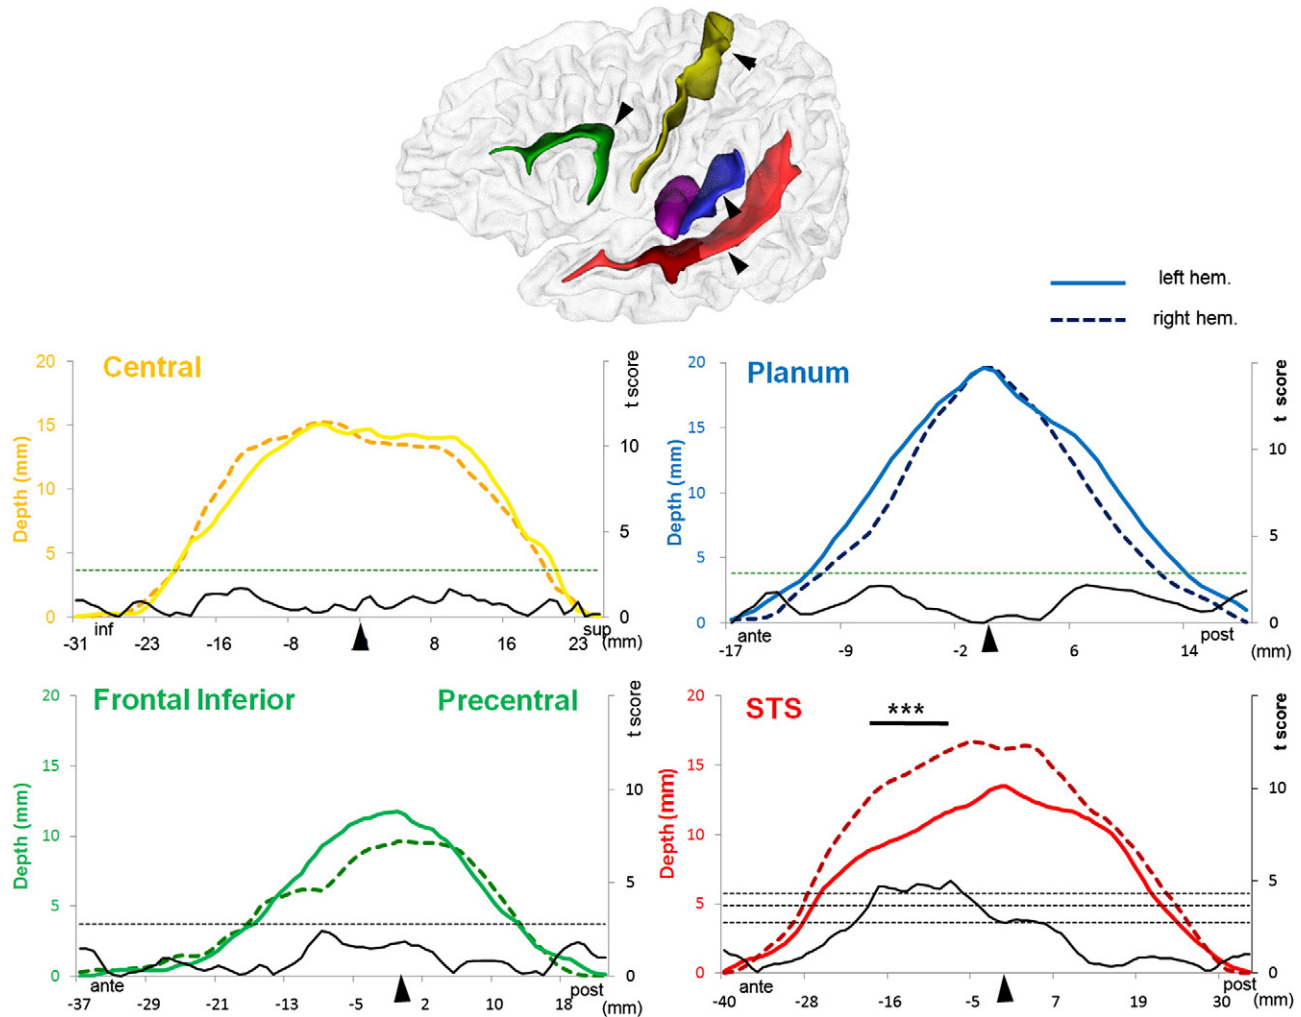 left hem.
right hem.
Central
20
15
10
5
0
Depth (mm)
t score
10
5
0
inf
sup
-31
-23
-16
-8
8
16
23
(mm)
Planum
20
15
10
5
0
Depth (mm)
t score
10
5
0
ante
post
-17
-9
-2
6
14
(mm)
Frontal Inferior
Precentral
20
15
10
5
0
Depth (mm)
t score
10
5
0
ante
post
-37
-29
-21
-13
-5
2
10
18
(mm)
STS
***
20
15
10
5
0
Depth (mm)
t score
10
5
0
ante
post
-40
-28
-16
-5
7
19
30
(mm)